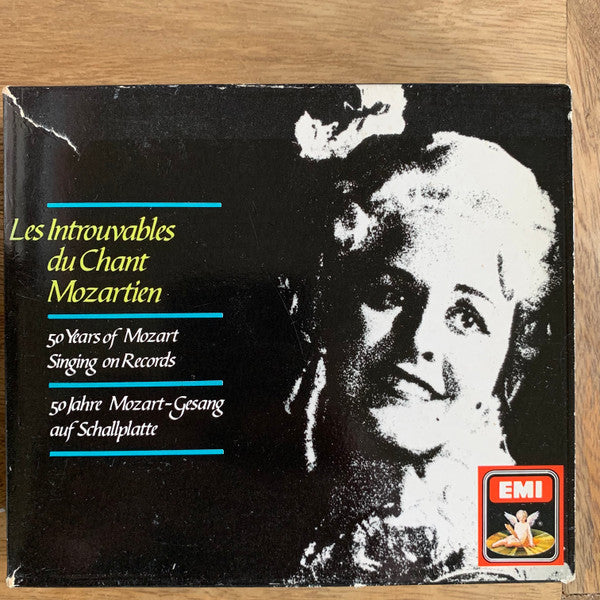 Les Introuvables
du Chant
Mozartien
50 Years of Mozart
Singing on Records
50 Jahre Mozart-Gesang
auf Schallplatte
EMI